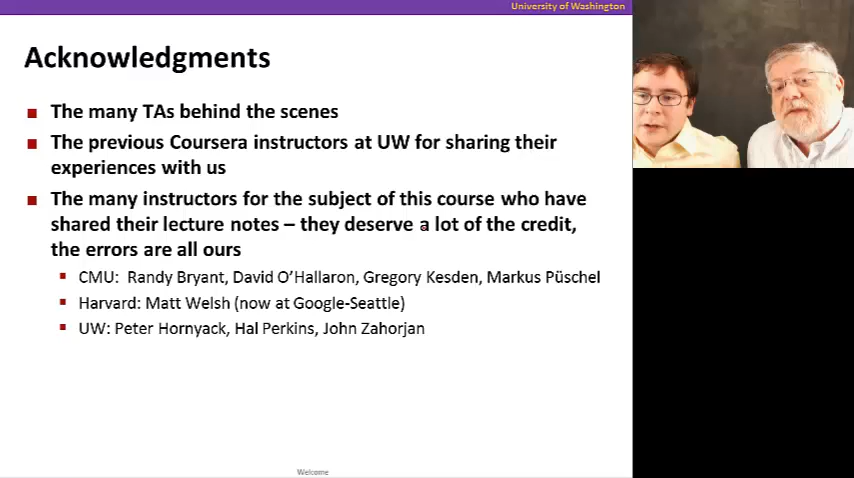 University of Washington
Acknowledgments
The many TAs behind the scenes
The previous Coursera instructors at UW for sharing their
experiences with us
The many instructors for the subject of this course who have
shared their lecture notes – they deserve a lot of the credit,
the errors are all ours
CMU: Randy Bryant, David O'Hallaron, Gregory Kesden, Markus Püschel
Harvard: Matt Welsh (now at Google-Seattle)
UW: Peter Hornyack, Hal Perkins, John Zahorjan
Welcome